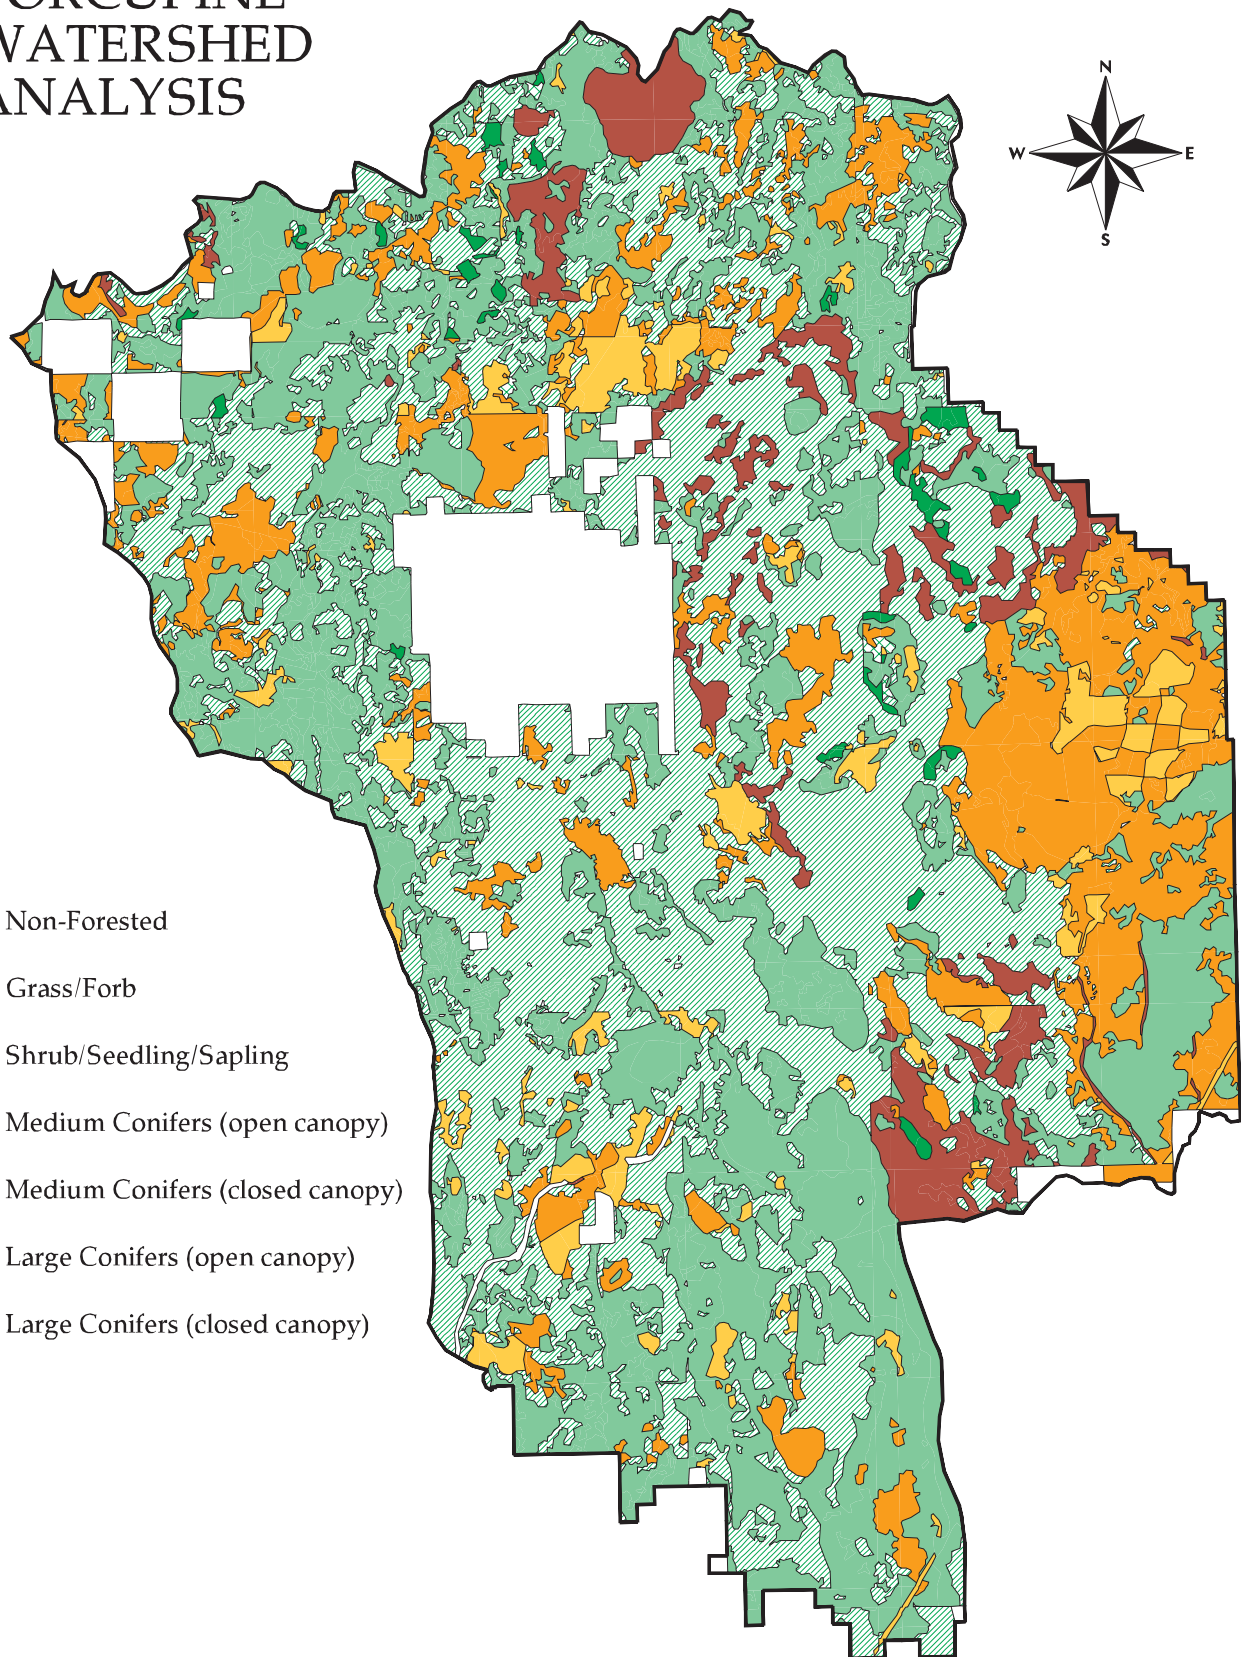 WATERSHED
ANALYSIS
N
W E
S
Non-Forested
Grass/Forb
Shrub/Seedling/Sapling
Medium Conifers (open canopy)
Medium Conifers (closed canopy)
Large Conifers (open canopy)
Large Conifers (closed canopy)